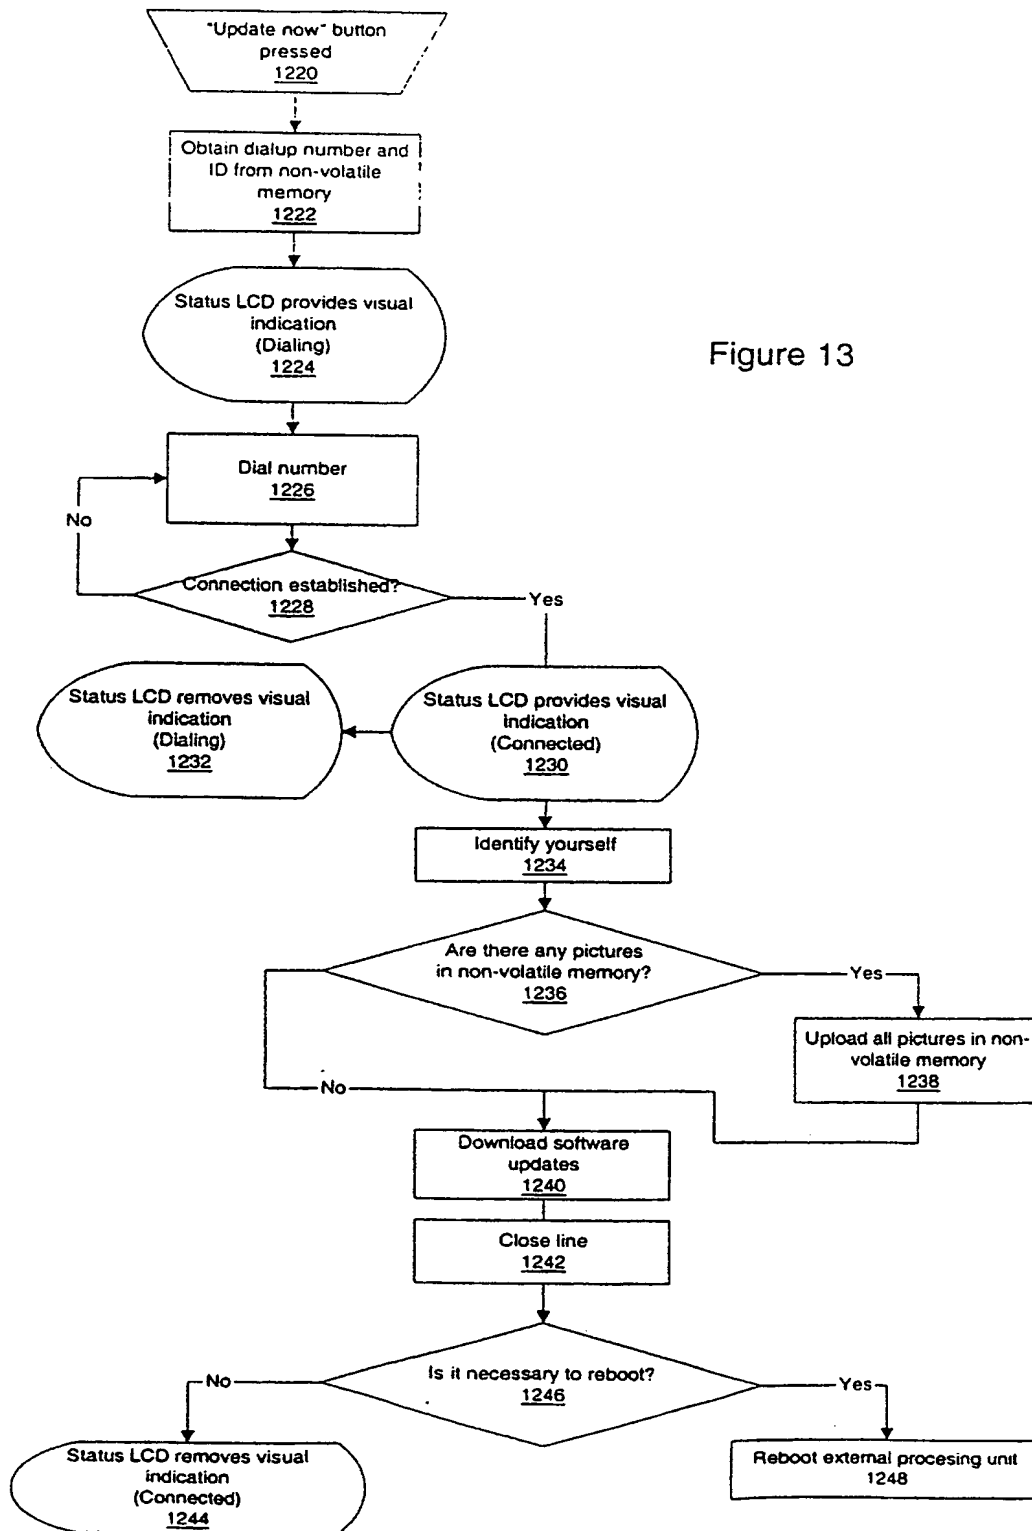 "Update now" button
pressed
1220
Obtain dialup number and
ID from non-volatile
memory
1222
Status LCD provides visual
indication
(Dialing)
1224
Figure 13
Dial number
1226
No
Connection established?
1228
Yes
Status LCD removes visual
indication
(Dialing)
1232
Status LCD provides visual
indication
(Connected)
1230
Identify yourself
1234
Are there any pictures
in non-volatile memory?
1236
Yes
Upload all pictures in non-
volatile memory
1238
No
Download software
updates
1240
Close line
1242
Is it necessary to reboot?
1246
No
Yes
Status LCD removes visual
indication
(Connected)
1244
Reboot external procesing unit
1248